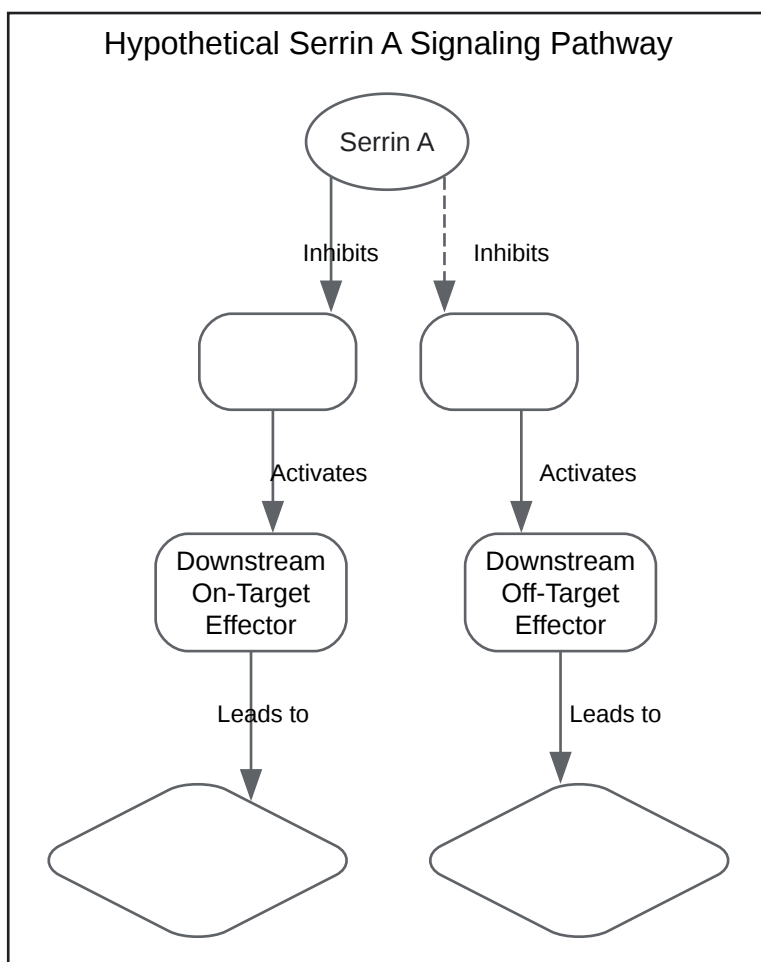 Hypothetical Serrin A Signaling Pathway
Serrin A
Inhibits
Inhibits
Activates
Activates
Downstream
On-Target
Effector
Downstream
Off-Target
Effector
Leads to
Leads to